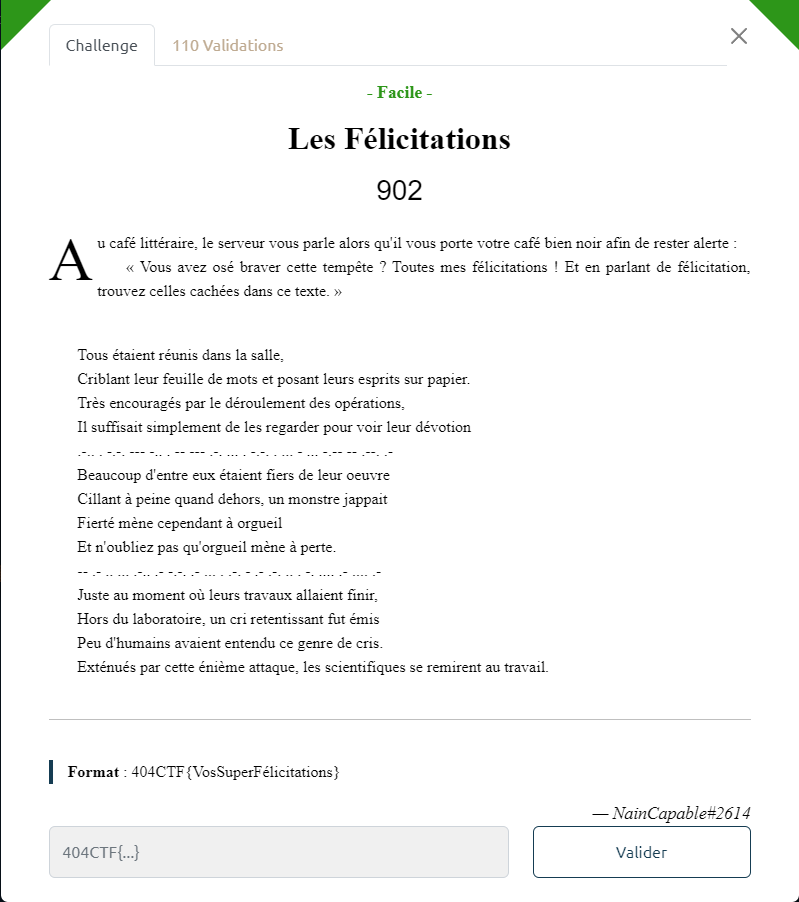 Challenge
110 Validations
- Facile -
Les Félicitations
902
Au café littéraire, le serveur vous parle alors qu'il vous porte votre café bien noir afin de rester alerte :
« Vous avez osé braver cette tempête ? Toutes mes félicitations ! Et en parlant de félicitation,
trouvez celles cachées dans ce texte. »
Tous étaient réunis dans la salle,
Criblant leur feuille de mots et posant leurs esprits sur papier.
Très encouragés par le déroulement des opérations,
Il suffisait simplement de les regarder pour voir leur dévotion
.-.. . -.-. --- -.. . -- --- .-. ... . -.-. . ... - ... -.-- -- .--. .-
Beaucoup d'entre eux étaient fiers de leur oeuvre
Cillant à peine quand dehors, un monstre jappait
Fierté mène cependant à orgueil
Et n'oubliez pas qu'orgueil mène à perte.
-- .- .. ... .-.. .- -.-. .- ... . .-. - .- .-. .. . -. .... .- .... .-
Juste au moment où leurs travaux allaient finir,
Hors du laboratoire, un cri retentissant fut émis
Peu d'humains avaient entendu ce genre de cris.
Exténués par cette énième attaque, les scientifiques se remirent au travail.
Format : 404CTF{VosSuperFélicitations}
— NainCapable#2614
404CTF{...}
Valider